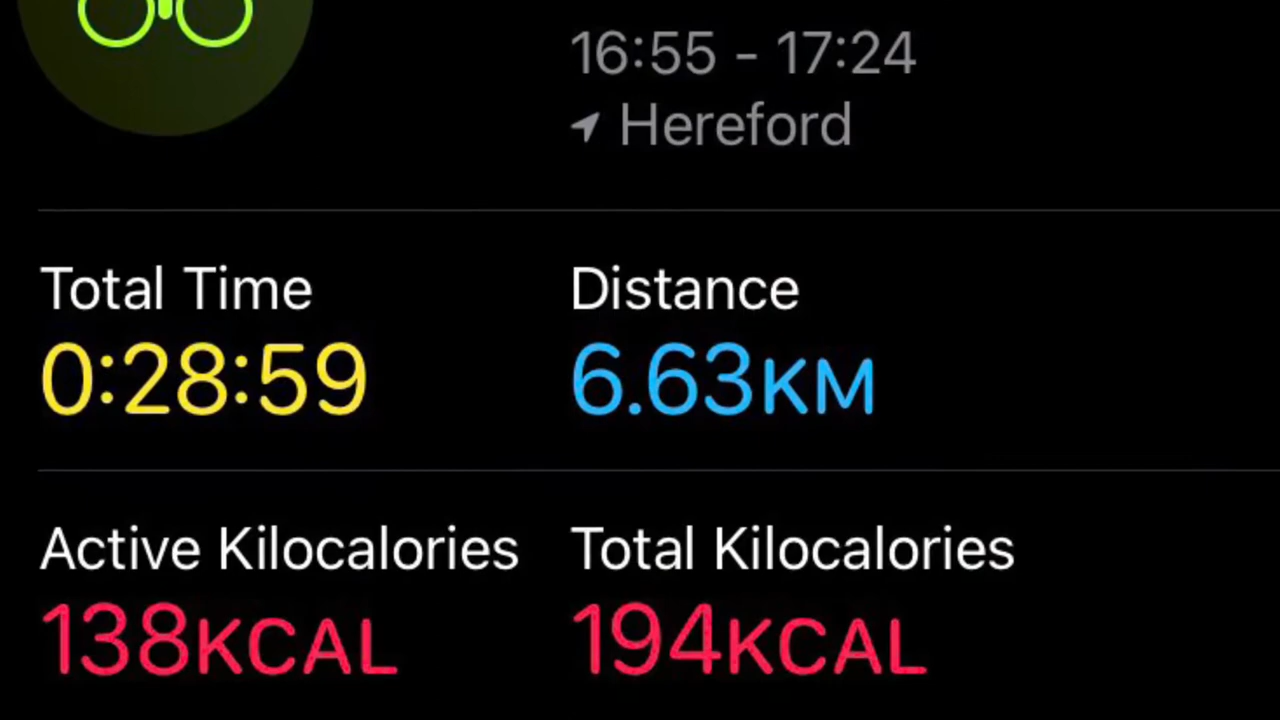 16:55 - 17:24
Hereford
Total Time
Distance
0:28:59
6.63KM
Active Kilocalories
Total Kilocalories
138KCAL
194KCAL